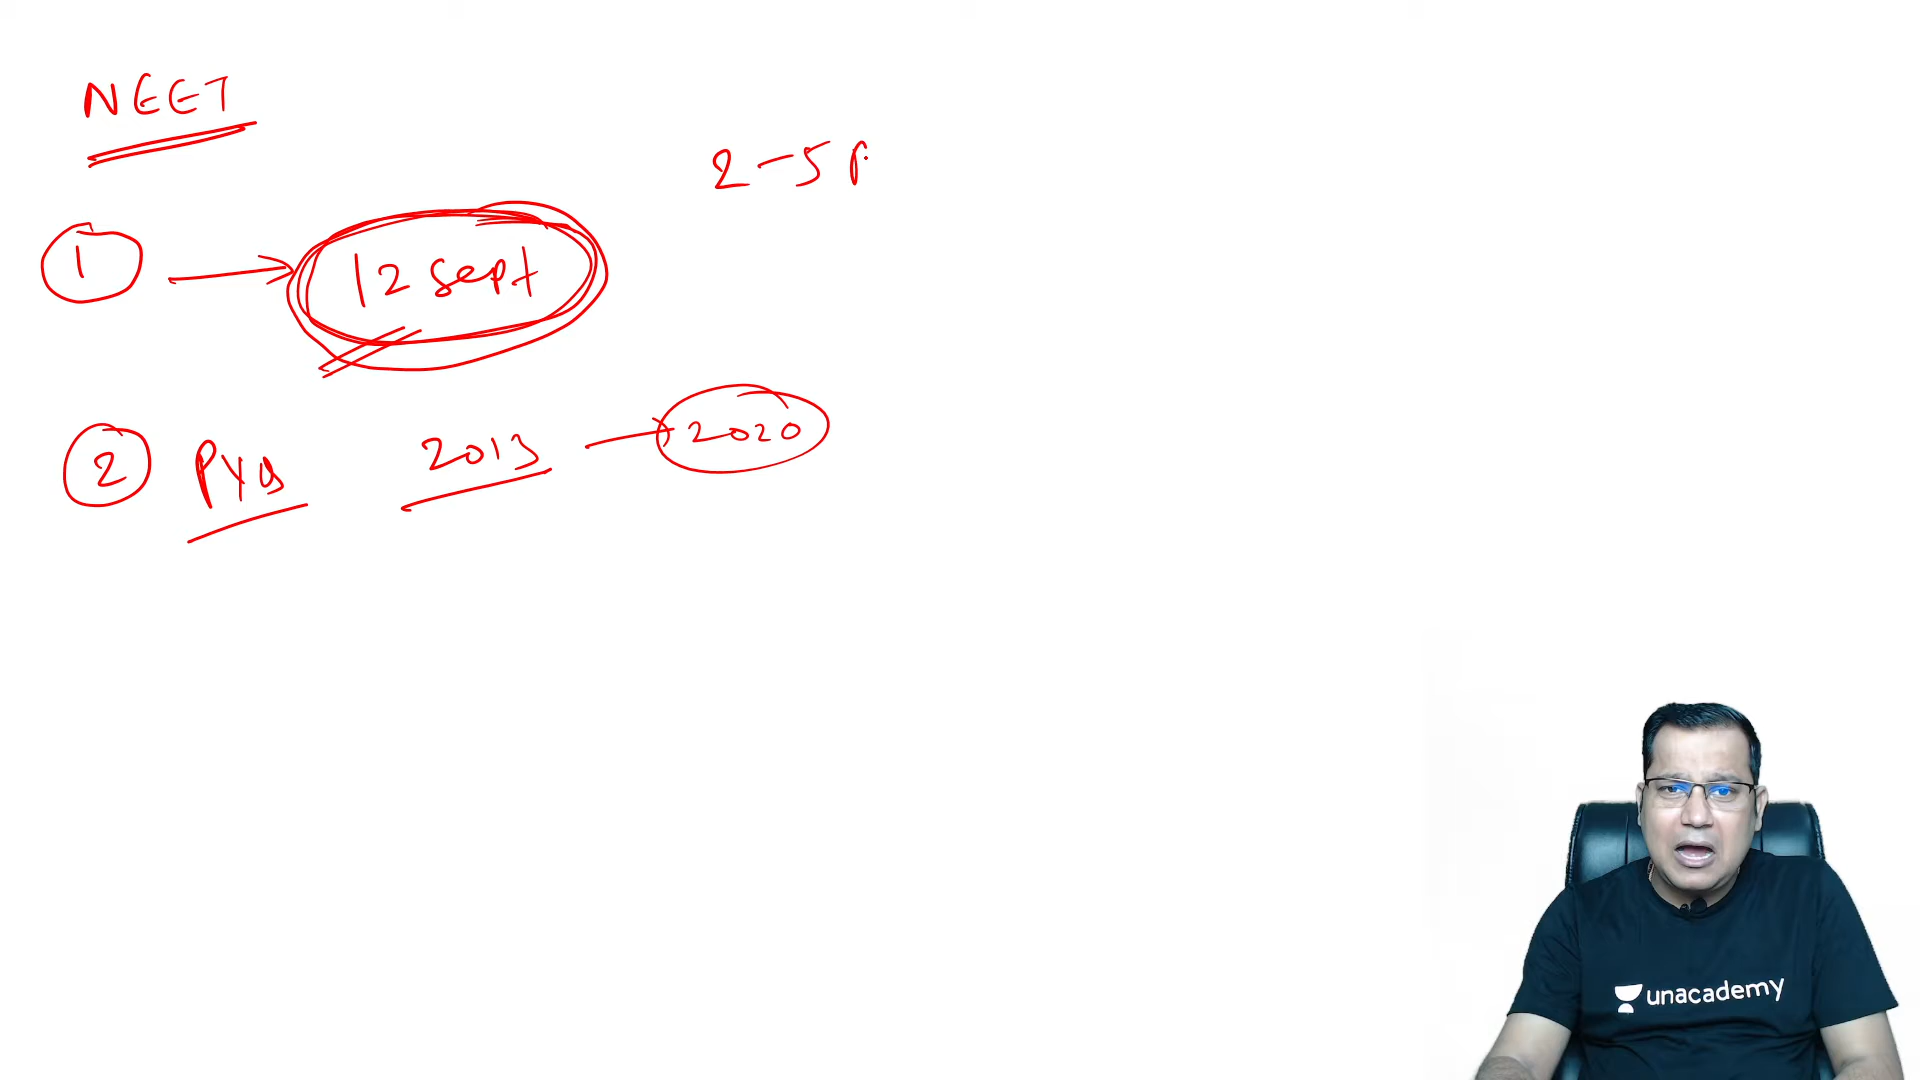 NEET
2-5 P
1 → 12 Sept
2 PYQ 2013 → 2020
unacademy